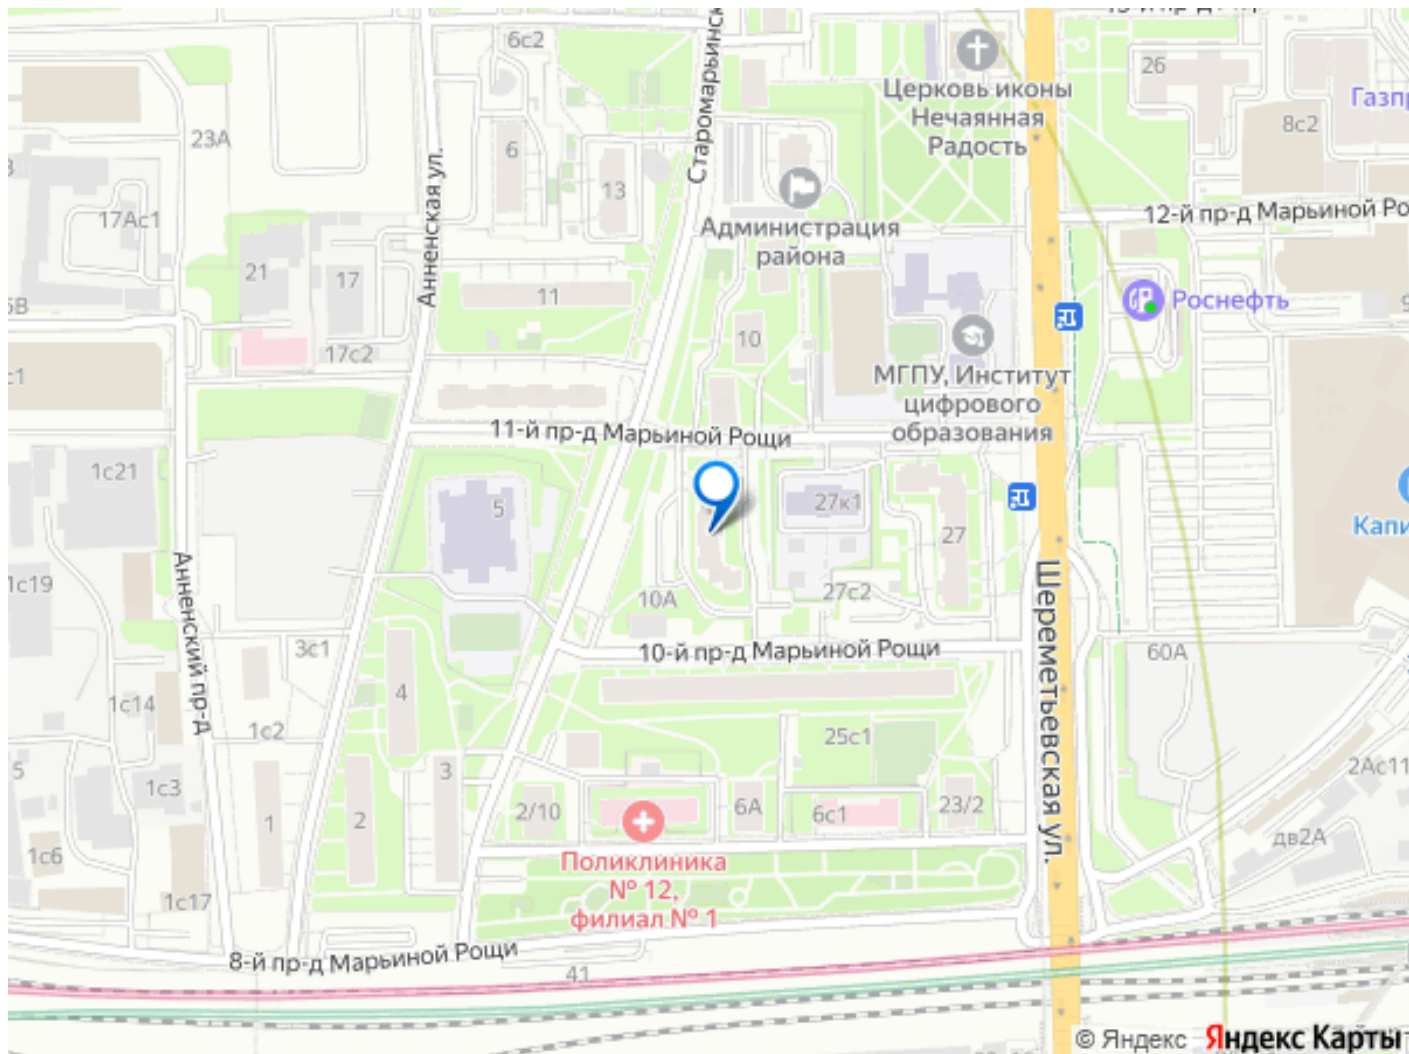 6с2
Старомарьинск
26
Церковь иконы
Нечаянная
Радость
Газп
8с2
23А
6
13
Анненская ул.
17Ас1
12-й пр-д Марьиной Ро
Администрация
района
21
17
11
Роснефть
17с2
10
МГПУ, Институт
цифрового
образования
11-й пр-д Марьиной Рощи
1с21
5
27к1
27
Капи
Анненский пр-д
1с19
10А
27с2
Шереметьевская ул.
3с1
10-й пр-д Марьиной Рощи
60А
4
1с14
1с2
25с1
5
1с3
3
2Ас11
1
2
2/10
6А
6с1
23/2
1с6
Поликлиника
№ 12,
филиал № 1
дв2А
1с17
8-й пр-д Марьиной Рощи
41
© Яндекс Яндекс Карты